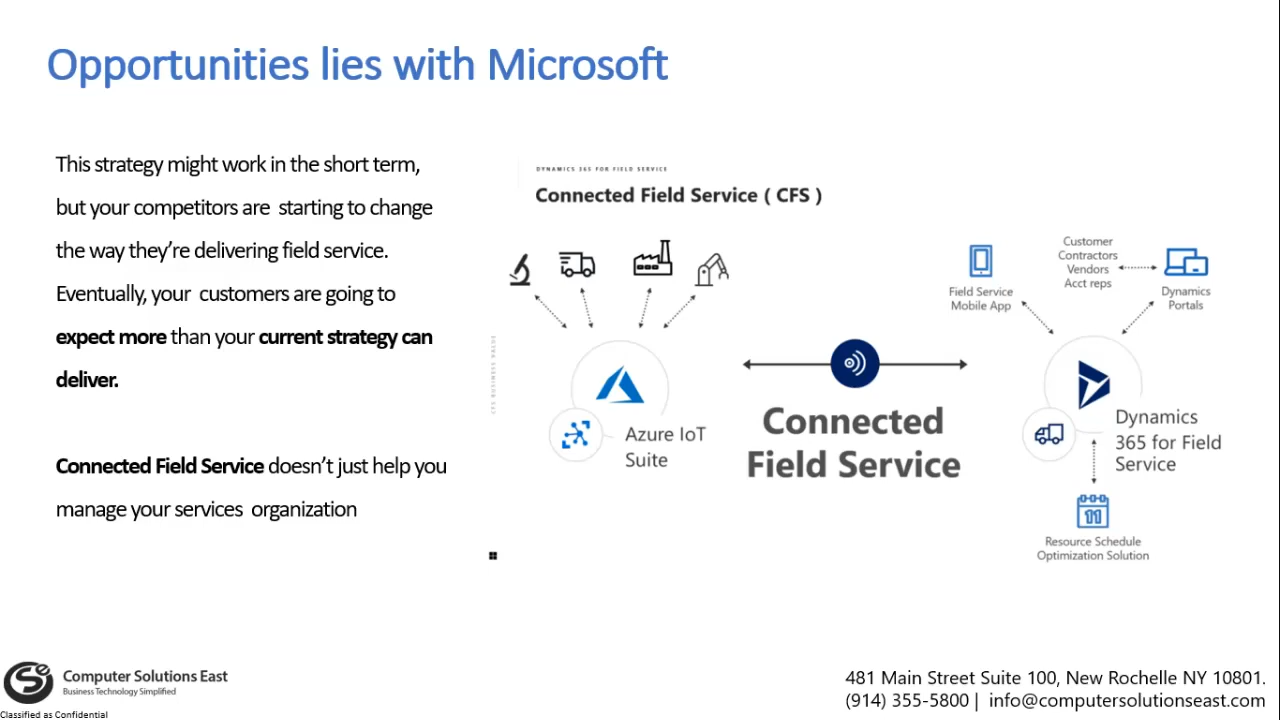 Opportunities lies with Microsoft
This strategy might work in the short term,
but your competitors are starting to change
the way they're delivering field service.
Eventually, your customers are going to
expect more than your current strategy can
deliver.
Connected Field Service doesn't just help you
manage your services organization
DYNAMICS 365 FOR FIELD SERVICE
Connected Field Service ( CFS )
Azure IoT
Suite
Connected
Field Service
Field Service
Mobile App
Customer
Contractors
Vendors
Acct reps
Dynamics
Portals
Dynamics
365 for Field
Service
11
Resource Schedule
Optimization Solution
Computer Solutions East
Business Technology Simplified
Classified as Confidential
481 Main Street Suite 100, New Rochelle NY 10801.
(914) 355-5800 | info@computersolutionseast.com